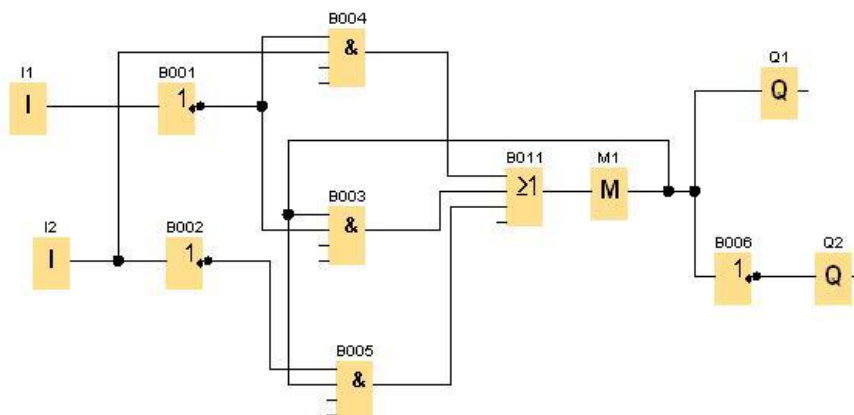 B004
&
I1
I
B001
1
Q1
Q
B011
≥1
M1
M
B003
&
I2
I
B002
1
B006
1
Q2
Q
B005
&